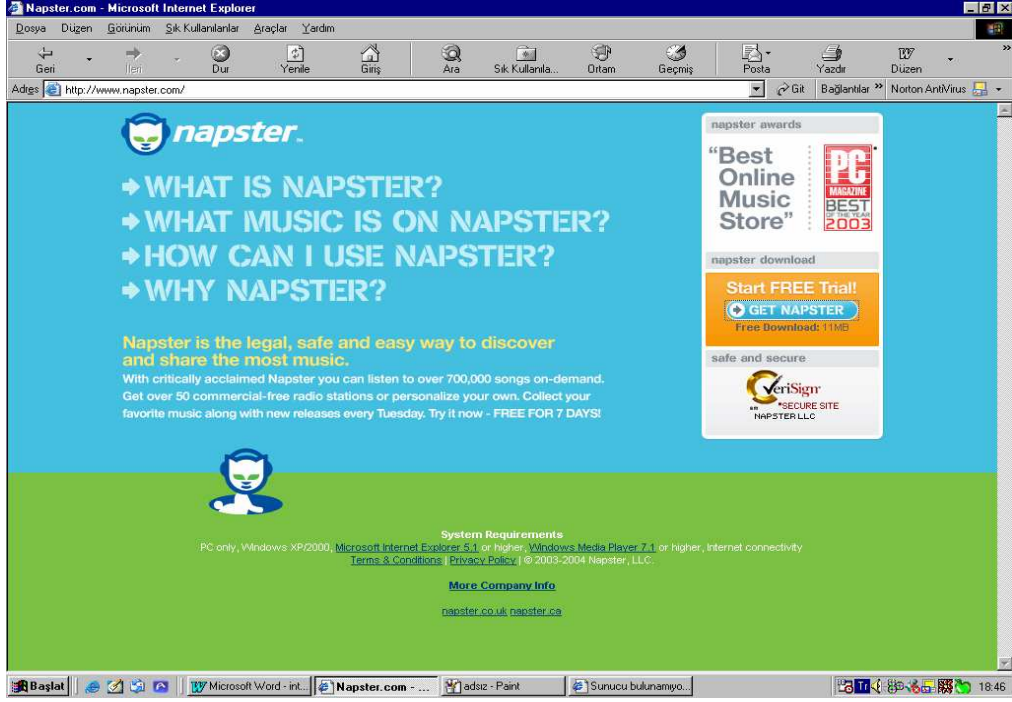 Napster.com - Microsoft Internet Explorer
Dosya Düzen Görünüm Sık Kullanılanlar Araçlar Yardım
Geri İleri Dur Yenile Giriş Ara Sık Kullanıla... Ortam Geçmiş Posta Yazdır Düzen
Adres http://www.napster.com/ Git Bağlantılar Norton AntiVirus
napster
WHAT IS NAPSTER?
WHAT MUSIC IS ON NAPSTER?
HOW CAN I USE NAPSTER?
WHY NAPSTER?
Napster is the legal, safe and easy way to discover
and share the most music.
With critically acclaimed Napster you can listen to over 700,000 songs on-demand.
Get over 50 commercial-free radio stations or personalize your own. Collect your
favorite music along with new releases every Tuesday. Try it now - FREE FOR 7 DAYS!
napster awards
"Best
Online
Music
Store"
PC
MAGAZINE
BEST
OF THE YEAR
2003
napster download
Start FREE Trial!
GET NAPSTER
Free Download: 11MB
safe and secure
VeriSign
SECURE SITE
NAPSTER LLC
System Requirements
PC only, Windows XP/2000, Microsoft Internet Explorer 5.1 or higher, Windows Media Player 7.1 or higher, Internet connectivity
Terms & Conditions | Privacy Policy | © 2003-2004 Napster, LLC.
More Company Info
napster.co.uk napster.ca
Başlat Microsoft Word - int... Napster.com - ... adsız - Paint Sunucu bulunamıyo... Tr 18:46